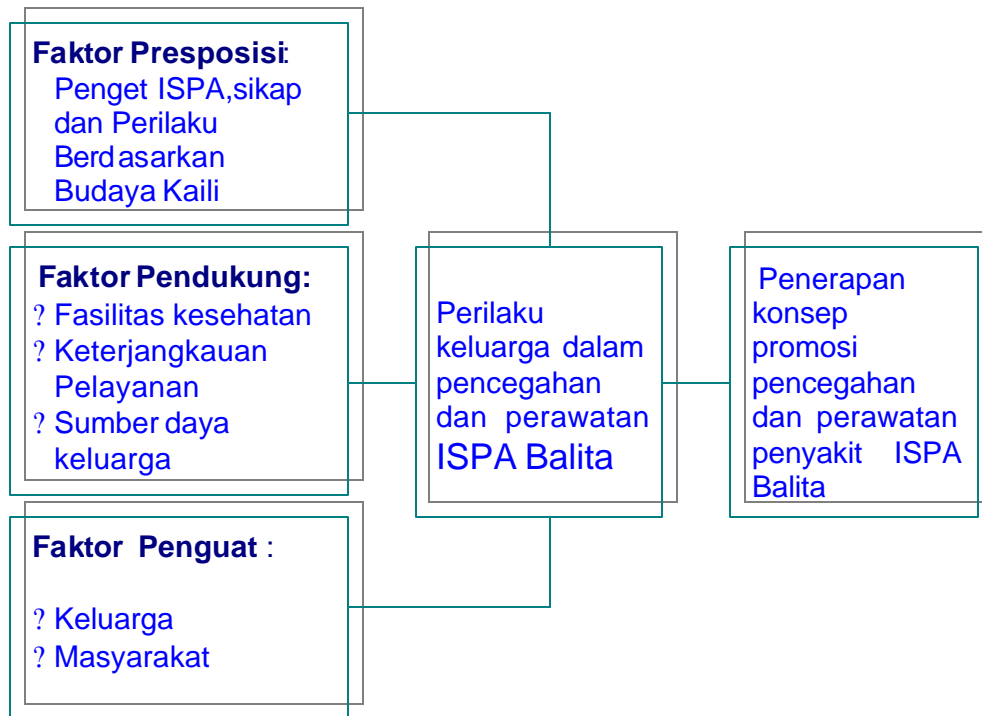 Faktor Presposisi:
Penget ISPA,sikap
dan Perilaku
Berdasarkan
Budaya Kaili
Faktor Pendukung:
? Fasilitas kesehatan
? Keterjangkauan
Pelayanan
? Sumber daya
keluarga
Faktor Penguat :
? Keluarga
? Masyarakat
Perilaku
keluarga dalam
pencegahan
dan perawatan
ISPA Balita
Penerapan
konsep
promosi
pencegahan
dan perawatan
penyakit ISPA
Balita